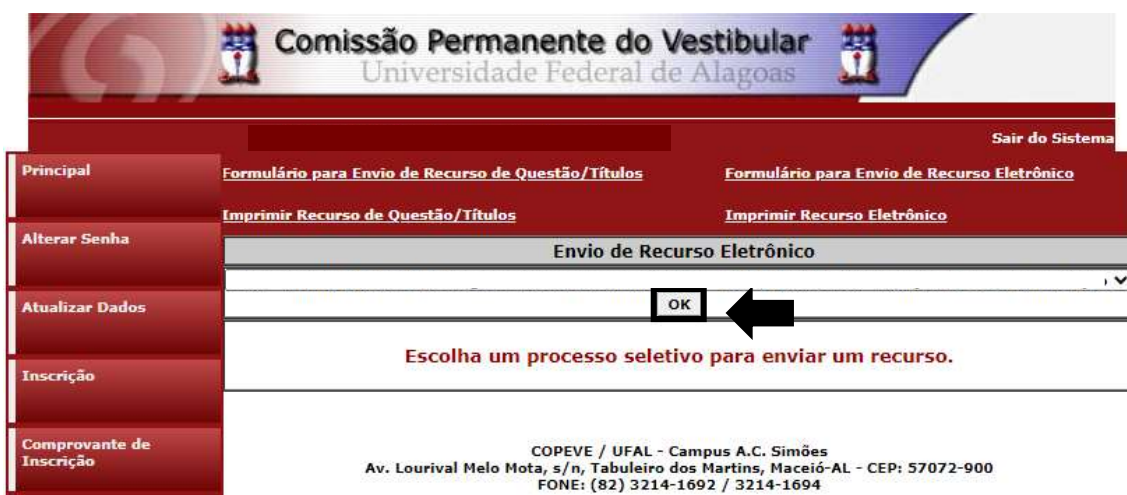 Comissão Permanente do Vestibular
Universidade Federal de Alagoas
Sair do Sistema
Principal
Formulário para Envio de Recurso de Questão/Títulos
Formulário para Envio de Recurso Eletrônico
Imprimir Recurso de Questão/Títulos
Imprimir Recurso Eletrônico
Alterar Senha
Envio de Recurso Eletrônico
Atualizar Dados
OK
Escolha um processo seletivo para enviar um recurso.
Inscrição
Comprovante de
Inscrição
COPEVE / UFAL - Campus A.C. Simões
Av. Lourival Melo Mota, s/n, Tabuleiro dos Martins, Maceió-AL - CEP: 57072-900
FONE: (82) 3214-1692 / 3214-1694